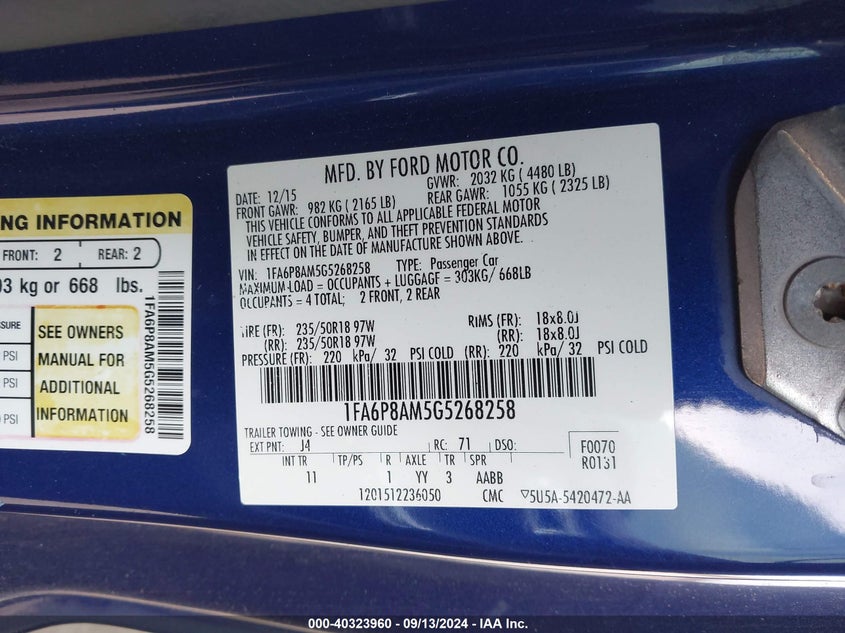 NG INFORMATION
FRONT: 2 REAR: 2
03 kg or 668 lbs.
SSURE
PSI
PSI
PSI
SEE OWNERS
MANUAL FOR
ADDITIONAL
INFORMATION
1FA6P8AM5G5268258
MFD. BY FORD MOTOR CO.
DATE: 12/15 GVWR: 2032 KG ( 4480 LB)
FRONT GAWR: 982 KG ( 2165 LB) REAR GAWR: 1055 KG ( 2325 LB)
THIS VEHICLE CONFORMS TO ALL APPLICABLE FEDERAL MOTOR
VEHICLE SAFETY, BUMPER, AND THEFT PREVENTION STANDARDS
IN EFFECT ON THE DATE OF MANUFACTURE SHOWN ABOVE.
VIN: 1FA6P8AM5G5268258 TYPE: Passenger Car
MAXIMUM LOAD = OCCUPANTS + LUGGAGE = 303KG/ 668LB
OCCUPANTS = 4 TOTAL; 2 FRONT, 2 REAR
TIRE (FR): 235/50R18 97W RIMS (FR): 18x8.0J
(RR): 235/50R18 97W (RR): 18x8.0J
PRESSURE (FR): 220 kPa/ 32 PSI COLD (RR): 220 kPa/ 32 PSI COLD
1FA6P8AM5G5268258
TRAILER TOWING - SEE OWNER GUIDE
EXT PNT: J4 RC: 71 DSO: F0070
R0131
INT TR TP/PS R AXLE TR SPR
11 1 YY 3 AABB
1201512236050 CMC ▽5U5A-5420472-AA
000-40323960 - 09/13/2024 - IAA Inc.